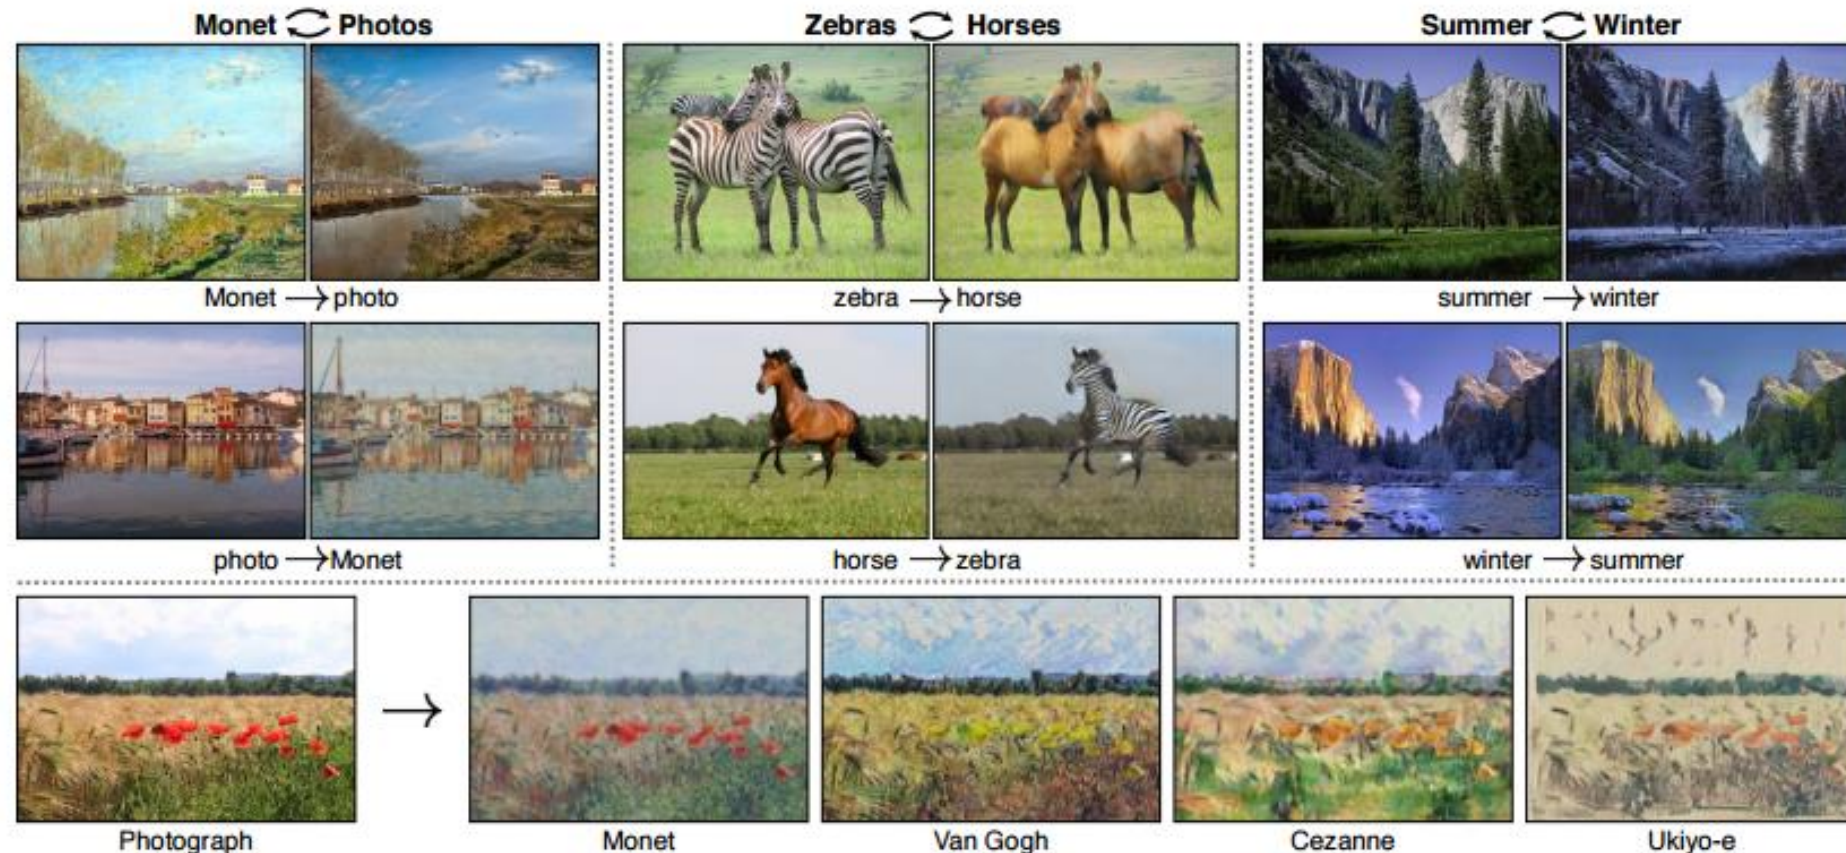 Monet Photos
Zebras Horses
Summer Winter
Monet → photo
zebra → horse
summer → winter
photo → Monet
horse → zebra
winter → summer
Photograph
Monet
Van Gogh
Cezanne
Ukiyo-e